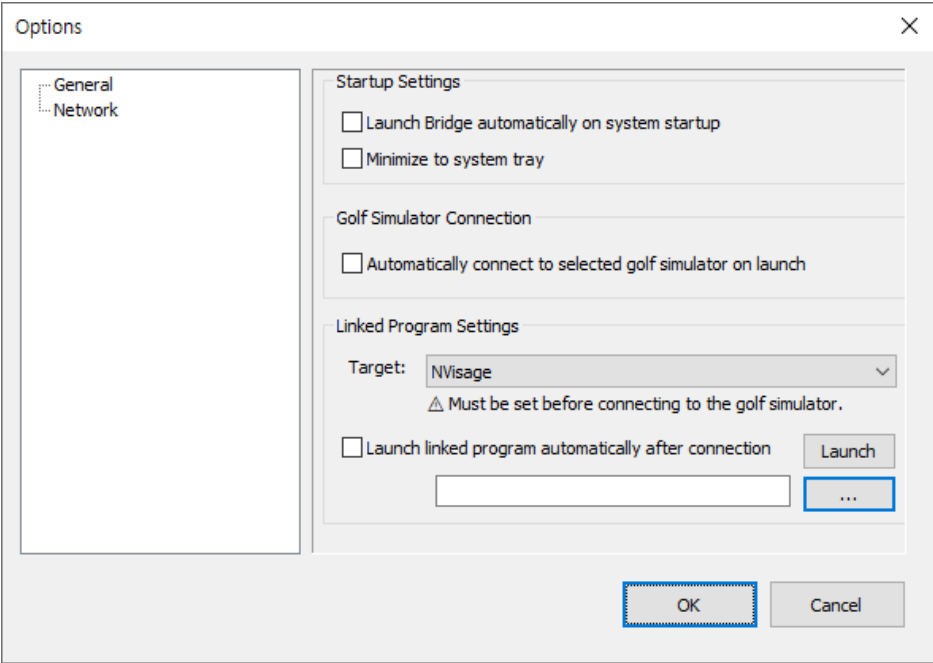 Options
General
Network
Startup Settings
Launch Bridge automatically on system startup
Minimize to system tray
Golf Simulator Connection
Automatically connect to selected golf simulator on launch
Linked Program Settings
Target: NVisage
⚠ Must be set before connecting to the golf simulator.
Launch linked program automatically after connection Launch
...
OK Cancel